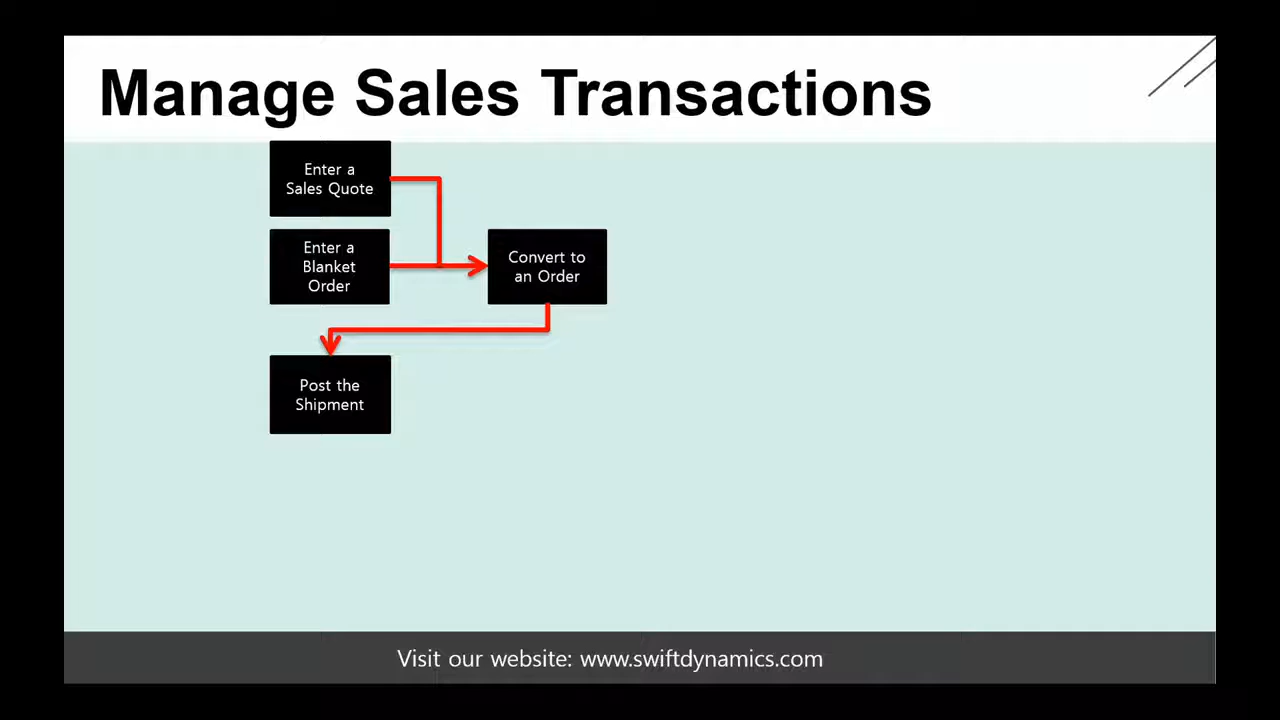 Manage Sales Transactions
Enter a
Sales Quote
Enter a
Blanket
Order
Convert to
an Order
Post the
Shipment
Visit our website: www.swiftdynamics.com